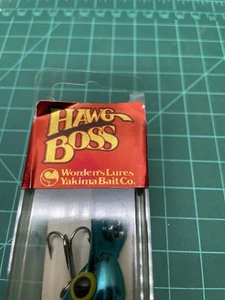 HAWG
BOSS
Worden's Lures
Yakima Bait Co.